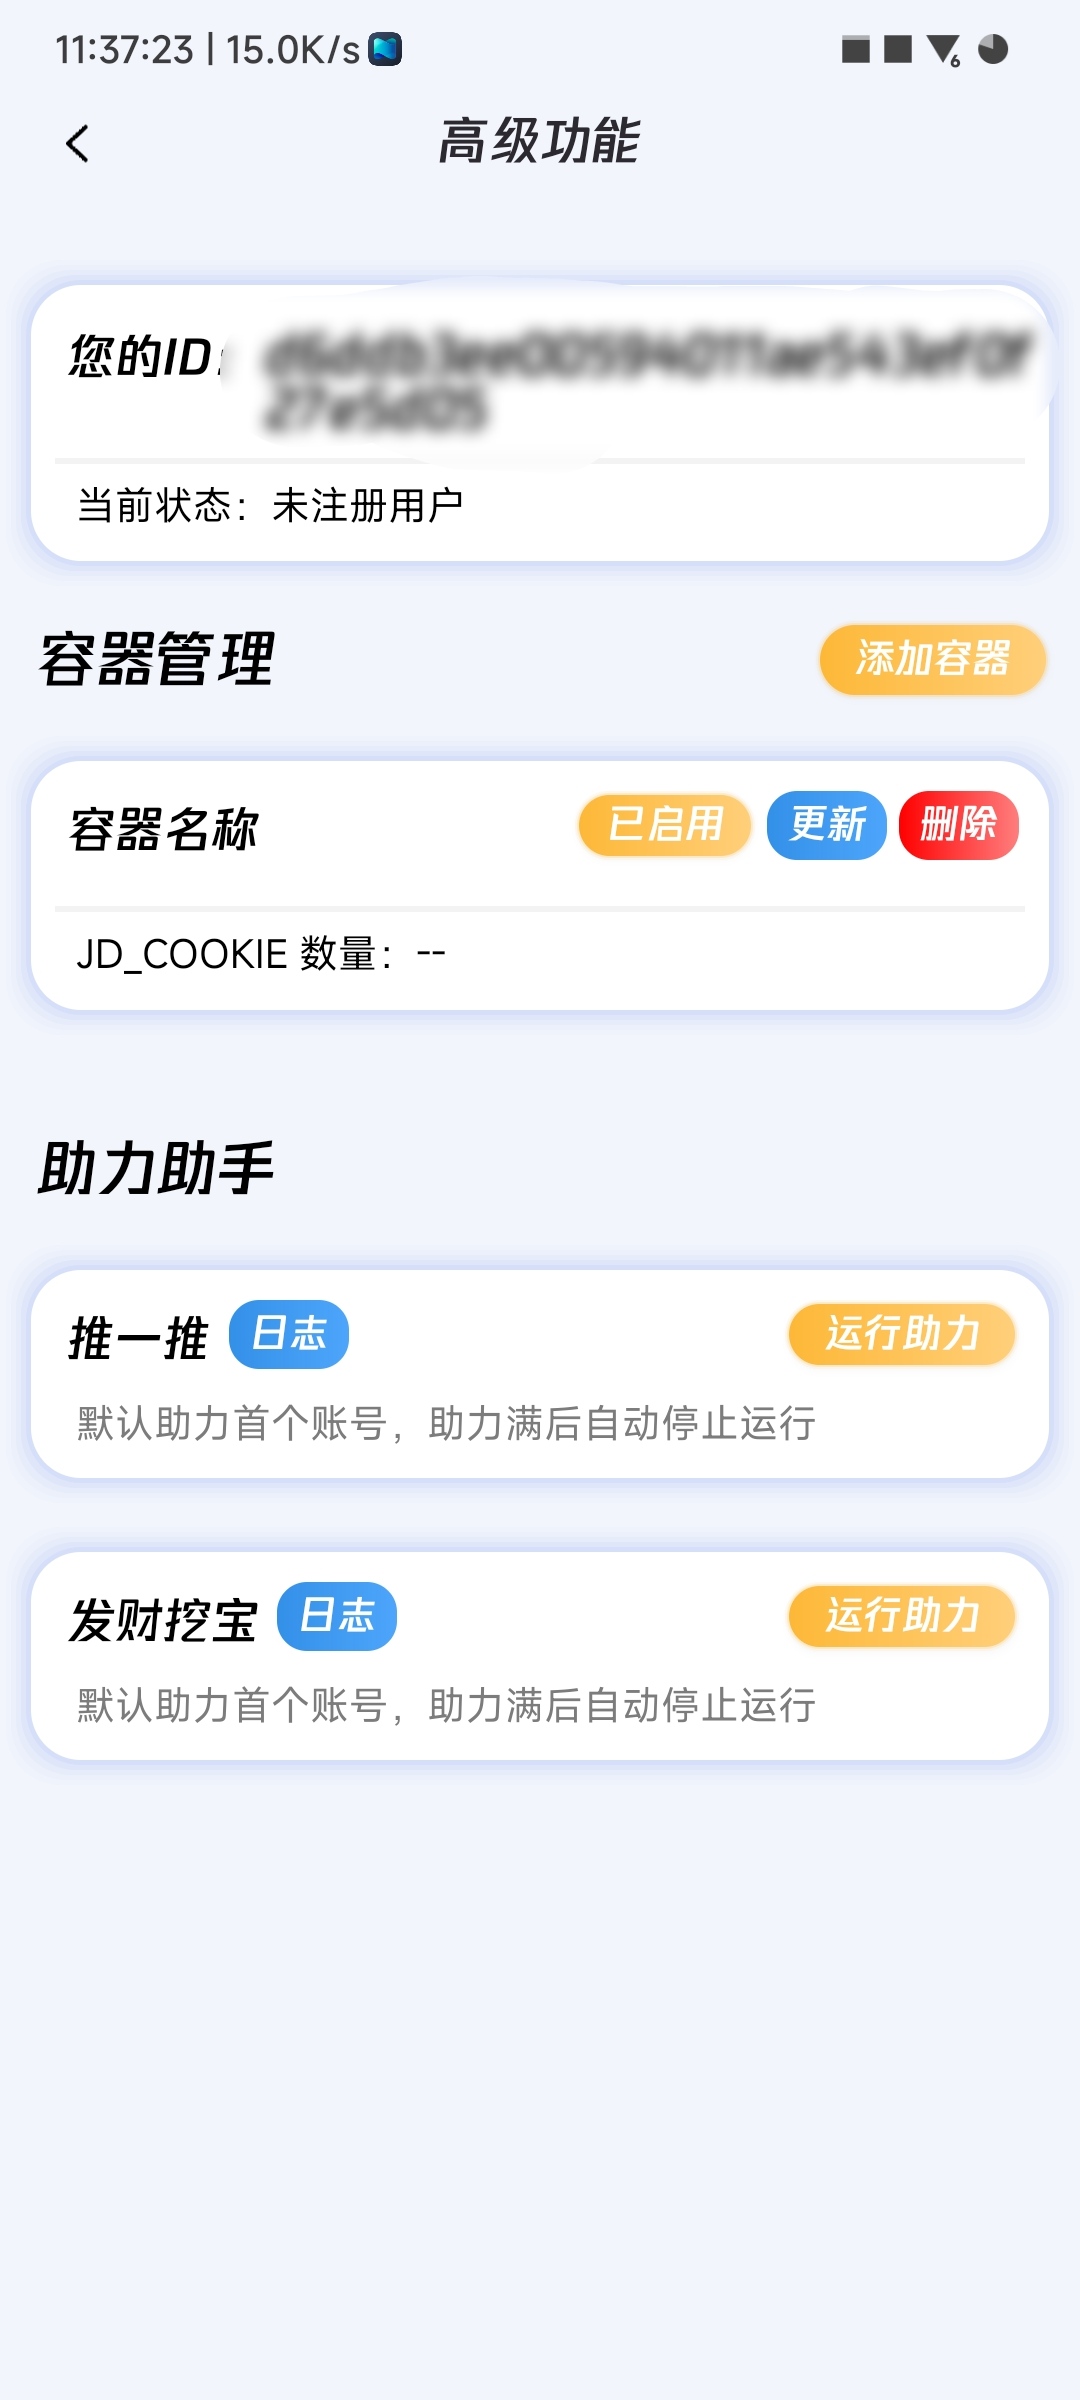 11:37:23 | 15.0K/s
6
高级功能
您的ID:
当前状态：未注册用户
容器管理
添加容器
容器名称
已启用
更新
删除
JD_COOKIE 数量：--
助力助手
推一推
日志
运行助力
默认助力首个账号，助力满后自动停止运行
发财挖宝
日志
运行助力
默认助力首个账号，助力满后自动停止运行